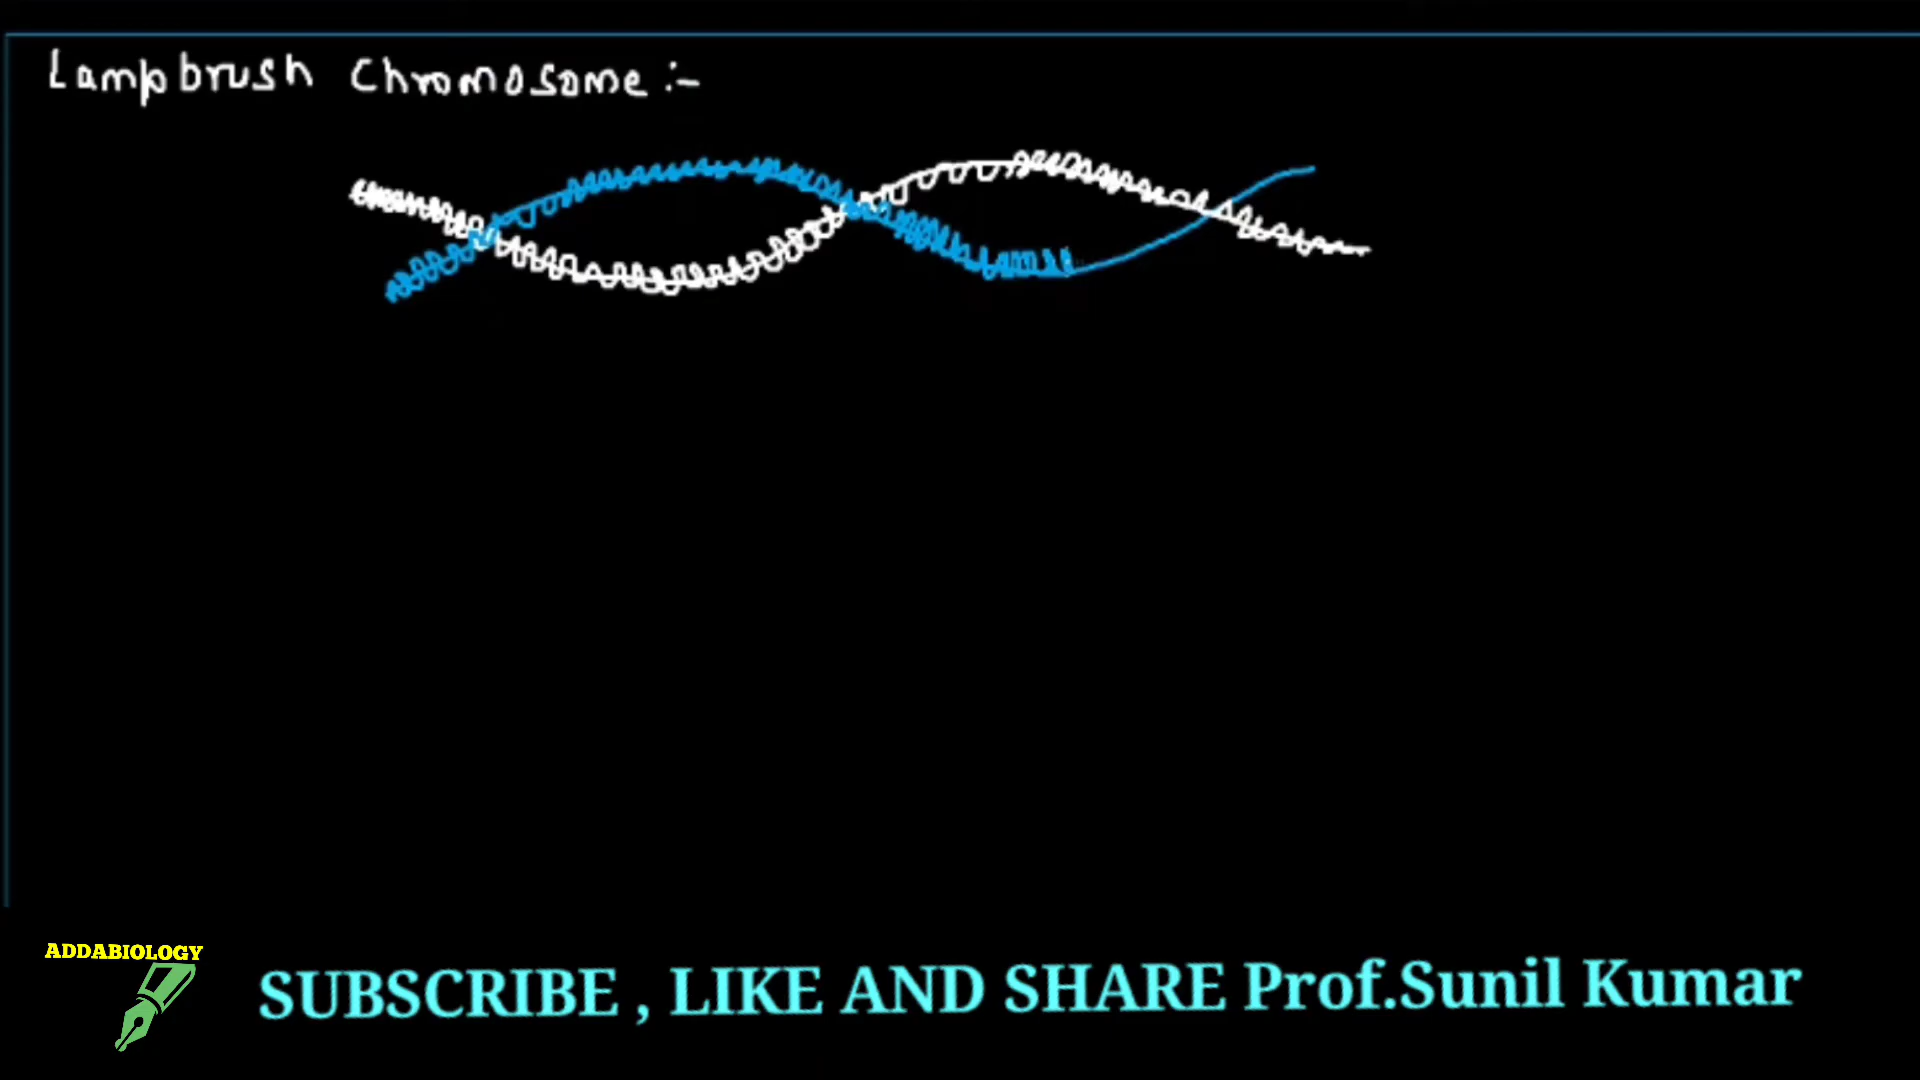 Lampbrush Chromosome :-
ADDABIOLOGY
SUBSCRIBE , LIKE AND SHARE Prof.Sunil Kumar